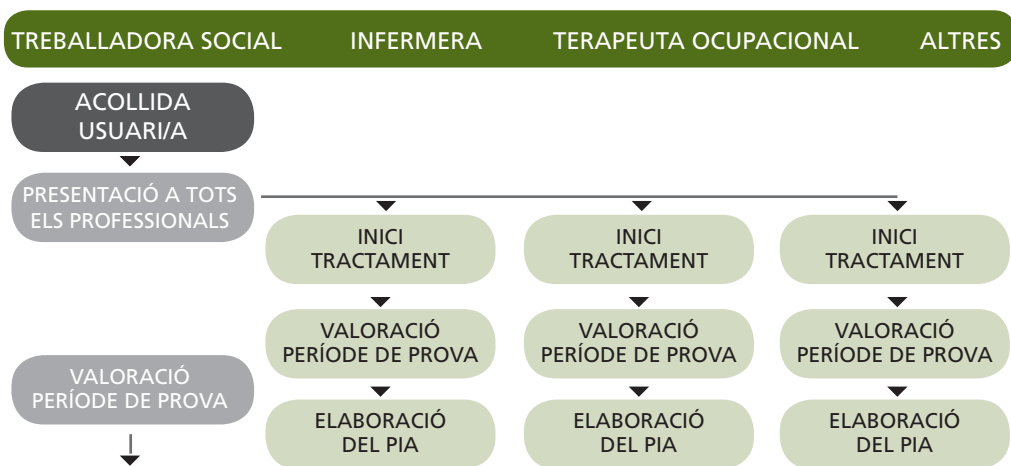 TREBALLADORA SOCIAL INFERMERA TERAPEUTA OCUPACIONAL ALTRES
ACOLLIDA
USUARI/A
PRESENTACIÓ A TOTS
ELS PROFESSIONALS
INICI
TRACTAMENT
INICI
TRACTAMENT
INICI
TRACTAMENT
VALORACIÓ
PERÍODE DE PROVA
VALORACIÓ
PERÍODE DE PROVA
VALORACIÓ
PERÍODE DE PROVA
VALORACIÓ
PERÍODE DE PROVA
ELABORACIÓ
DEL PIA
ELABORACIÓ
DEL PIA
ELABORACIÓ
DEL PIA